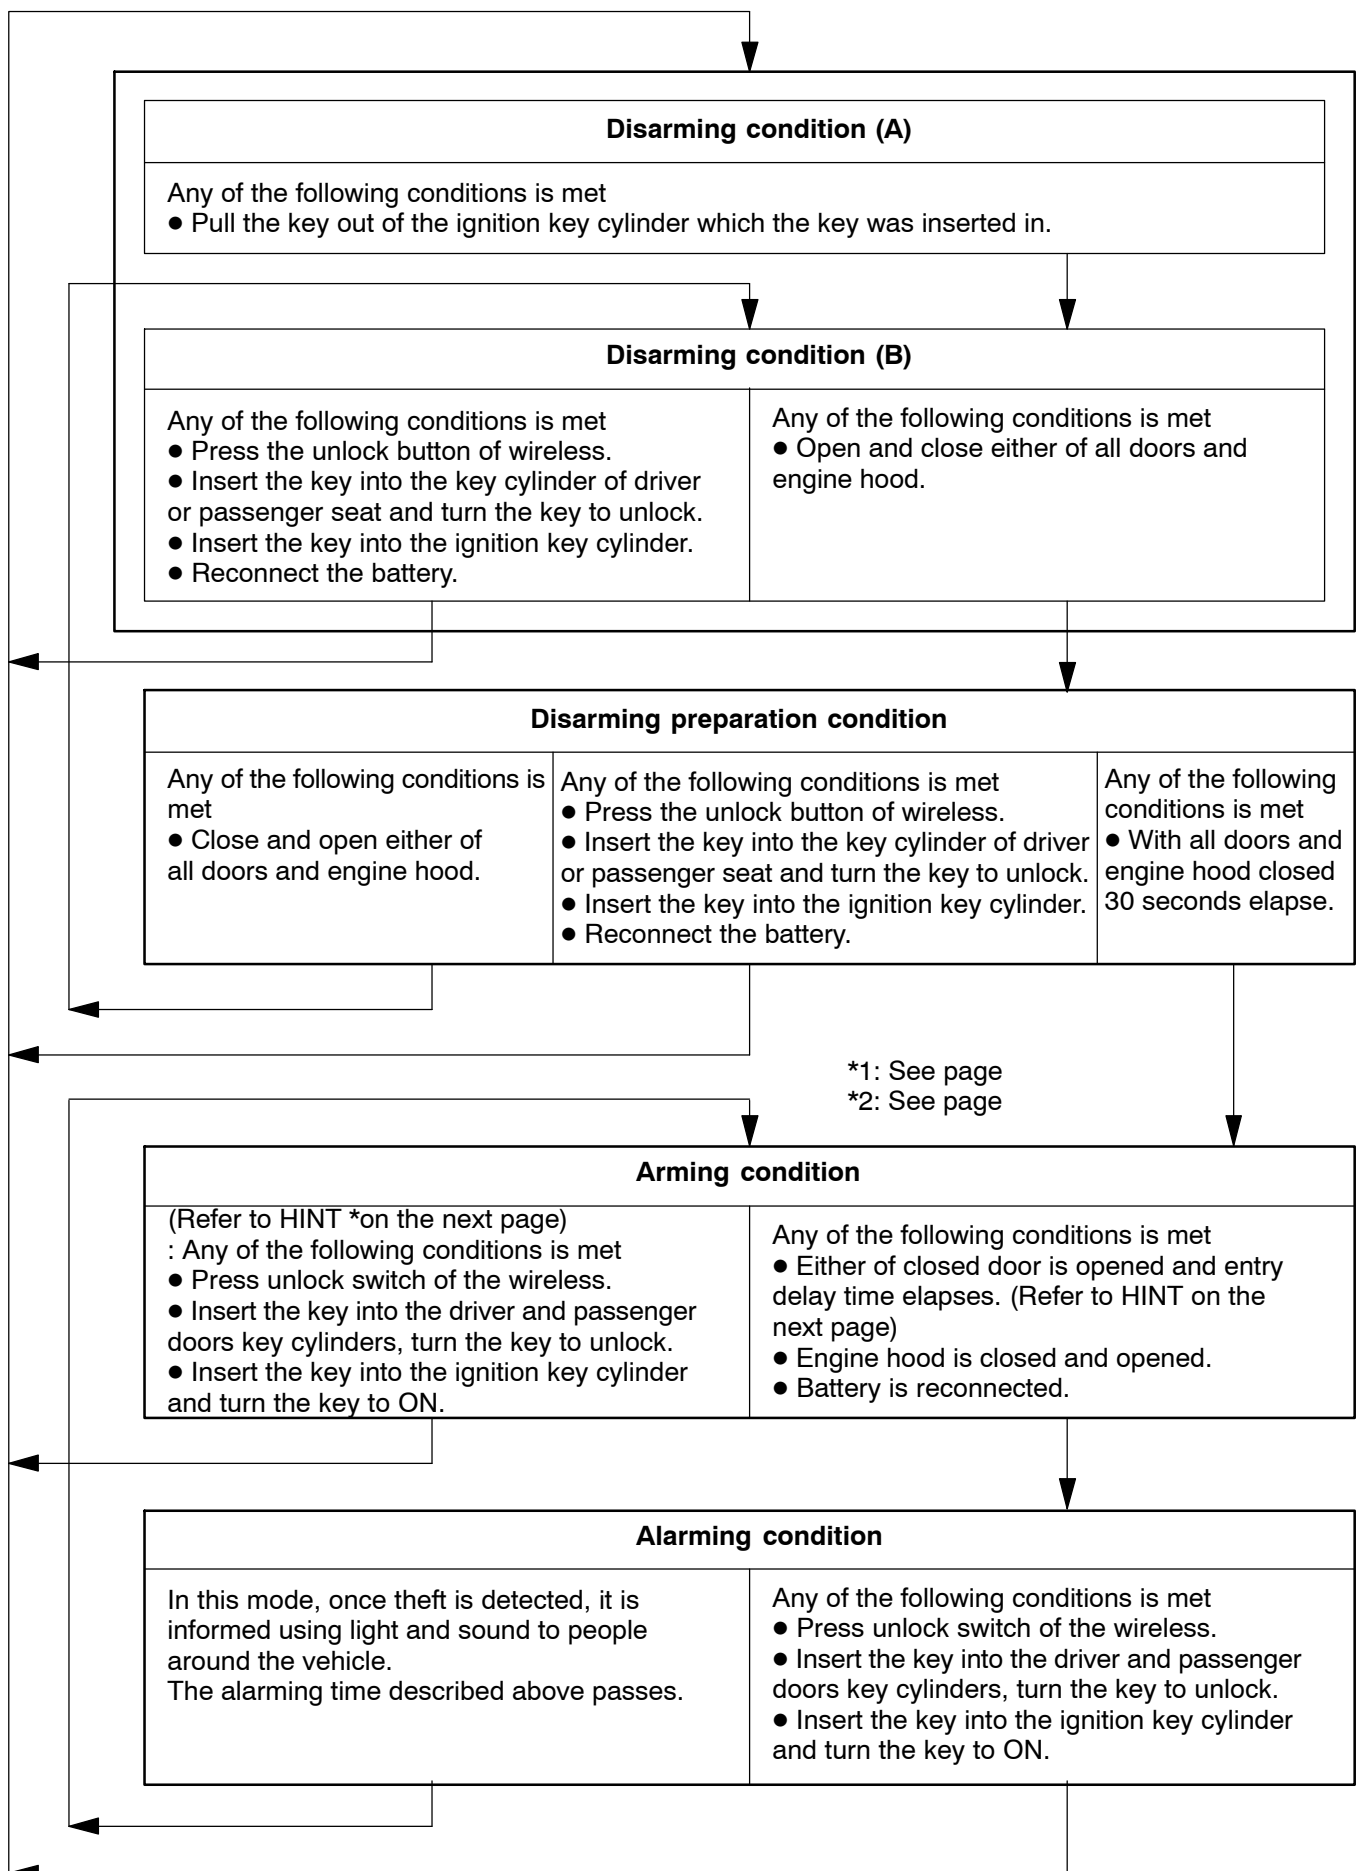 Disarming condition (A)
Any of the following conditions is met
● Pull the key out of the ignition key cylinder which the key was inserted in.
Disarming condition (B)
Any of the following conditions is met
● Press the unlock button of wireless.
● Insert the key into the key cylinder of driver
or passenger seat and turn the key to unlock.
● Insert the key into the ignition key cylinder.
● Reconnect the battery.
Any of the following conditions is met
● Open and close either of all doors and
engine hood.
Disarming preparation condition
Any of the following conditions is
met
● Close and open either of
all doors and engine hood.
Any of the following conditions is met
● Press the unlock button of wireless.
● Insert the key into the key cylinder of driver
or passenger seat and turn the key to unlock.
● Insert the key into the ignition key cylinder.
● Reconnect the battery.
Any of the following
conditions is met
● With all doors and
engine hood closed
30 seconds elapse.
*1: See page
*2: See page
Arming condition
(Refer to HINT *on the next page)
: Any of the following conditions is met
● Press unlock switch of the wireless.
● Insert the key into the driver and passenger
doors key cylinders, turn the key to unlock.
● Insert the key into the ignition key cylinder
and turn the key to ON.
Any of the following conditions is met
● Either of closed door is opened and entry
delay time elapses. (Refer to HINT on the
next page)
● Engine hood is closed and opened.
● Battery is reconnected.
Alarming condition
In this mode, once theft is detected, it is
informed using light and sound to people
around the vehicle.
The alarming time described above passes.
Any of the following conditions is met
● Press unlock switch of the wireless.
● Insert the key into the driver and passenger
doors key cylinders, turn the key to unlock.
● Insert the key into the ignition key cylinder
and turn the key to ON.